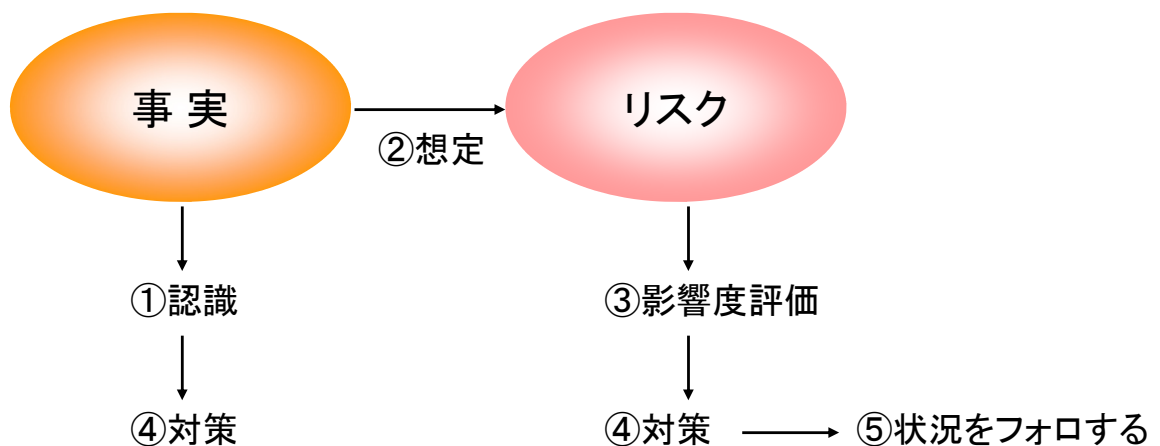 事 実
リスク
②想定
①認識
③影響度評価
④対策
④対策
⑤状況をフォロする